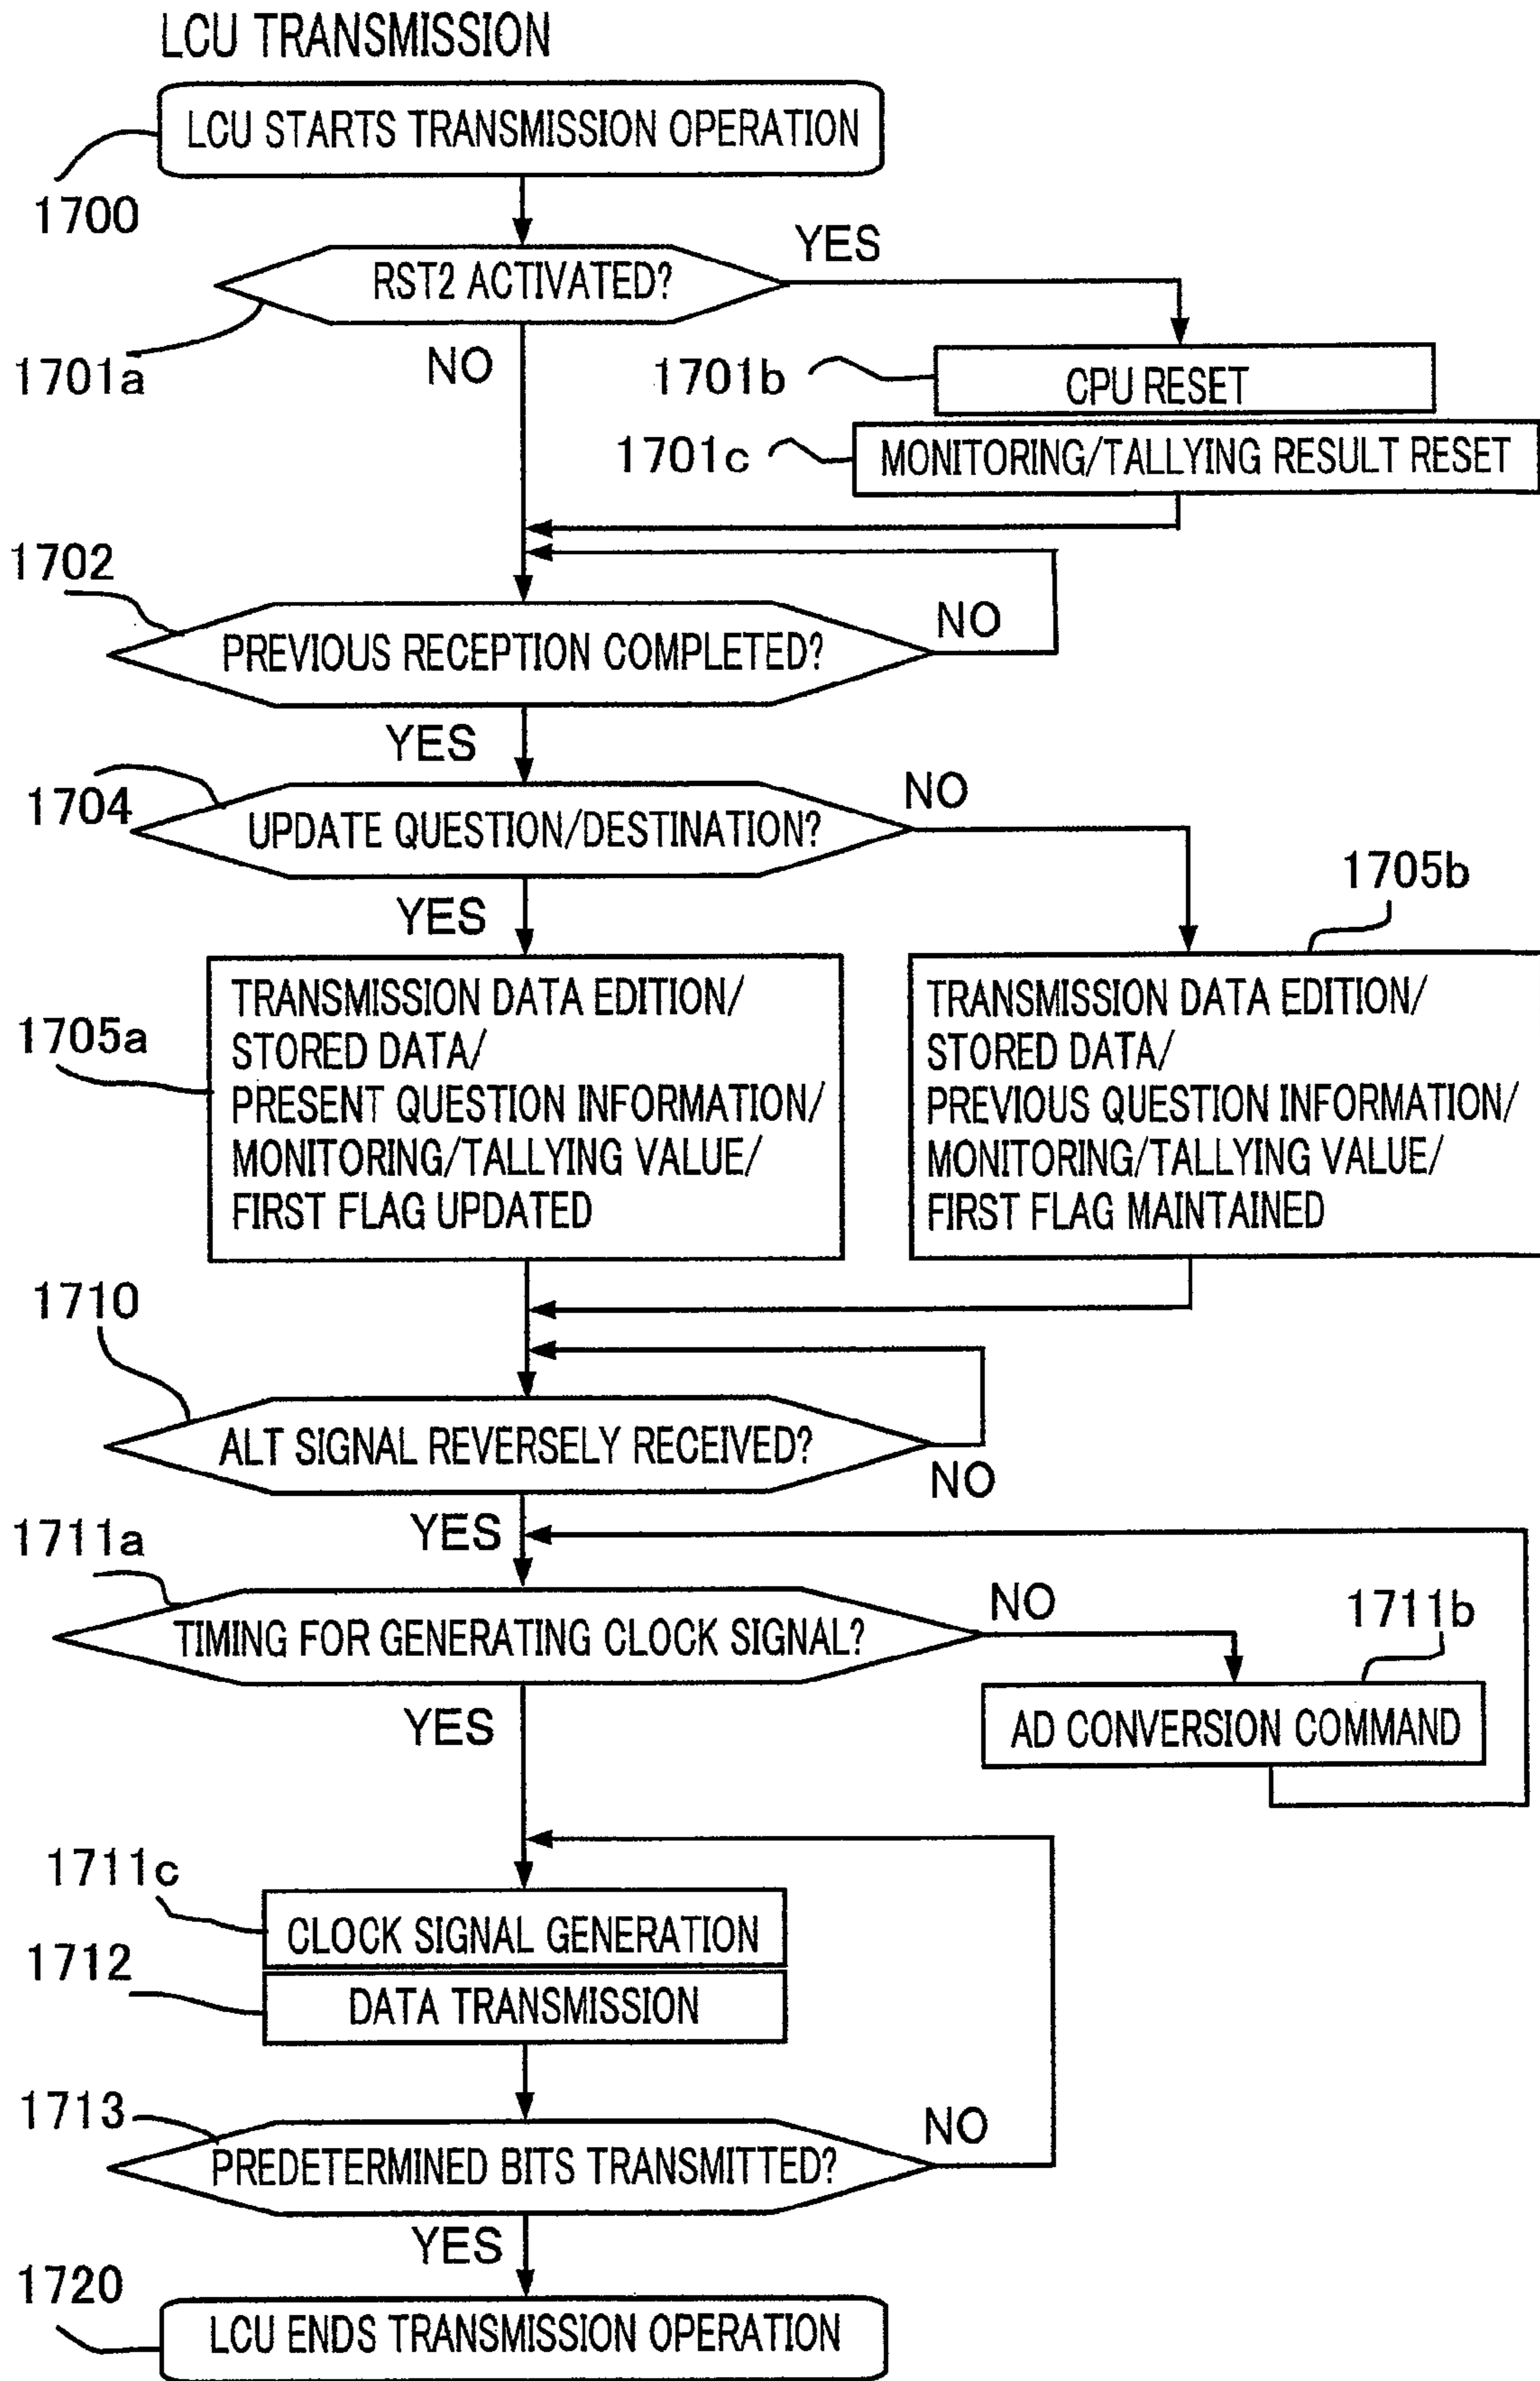 LCU TRANSMISSION
LCU STARTS TRANSMISSION OPERATION
1700
YES
RST2 ACTIVATED?
1701a
NO
1701b
CPU RESET
1701c
MONITORING/TALLYING RESULT RESET
1702
NO
PREVIOUS RECEPTION COMPLETED?
YES
1704
NO
UPDATE QUESTION/DESTINATION?
1705b
YES
1705a
TRANSMISSION DATA EDITION/
STORED DATA/
PRESENT QUESTION INFORMATION/
MONITORING/TALLYING VALUE/
FIRST FLAG UPDATED
TRANSMISSION DATA EDITION/
STORED DATA/
PREVIOUS QUESTION INFORMATION/
MONITORING/TALLYING VALUE/
FIRST FLAG MAINTAINED
1710
ALT SIGNAL REVERSELY RECEIVED?
NO
YES
1711a
NO
TIMING FOR GENERATING CLOCK SIGNAL?
1711b
YES
AD CONVERSION COMMAND
1711c
CLOCK SIGNAL GENERATION
1712
DATA TRANSMISSION
1713
NO
PREDETERMINED BITS TRANSMITTED?
YES
1720
LCU ENDS TRANSMISSION OPERATION